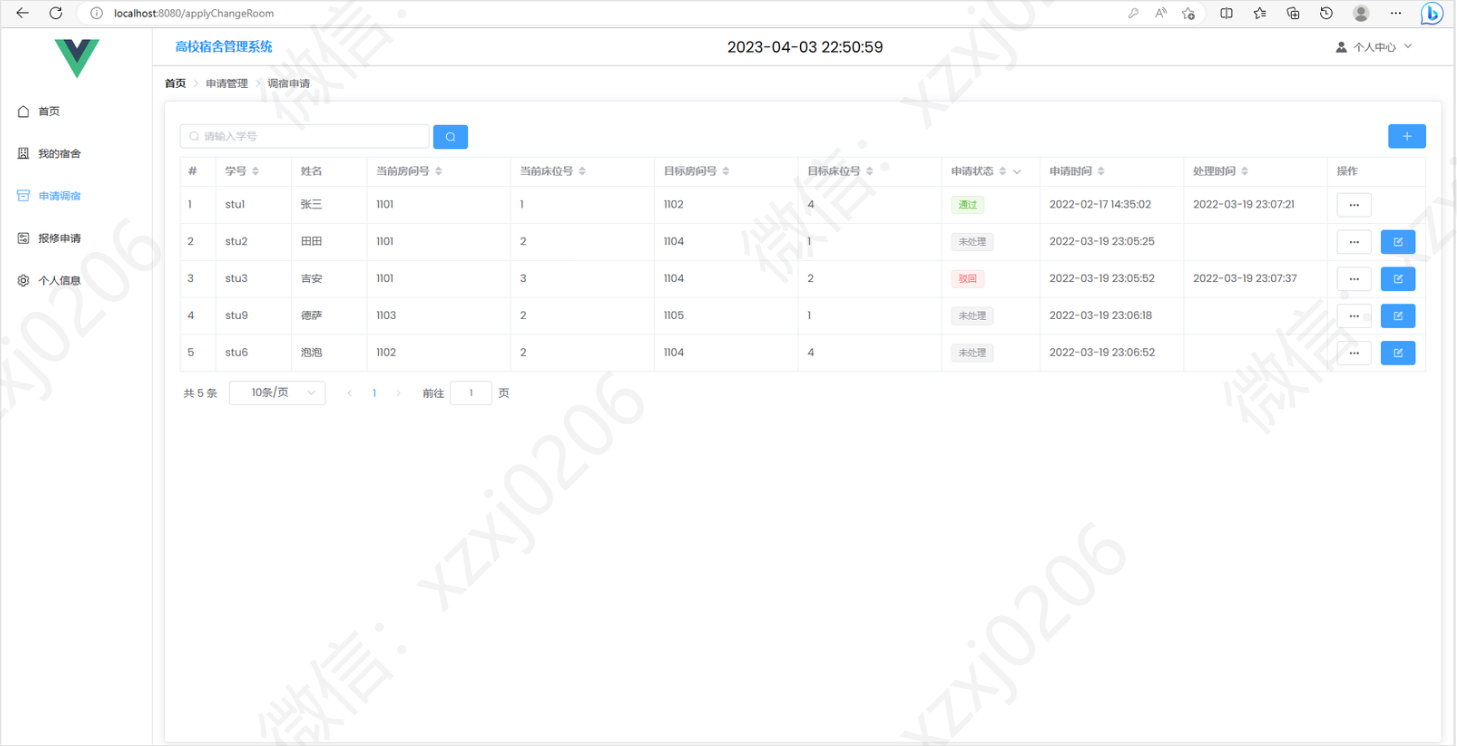 localhost:8080/applyChangeRoom
高校宿舍管理系统 2023-04-03 22:50:59 个人中心
首页 申请管理 调宿申请
首页
我的宿舍
申请调宿
报修申请
个人信息
请输入学号
# 学号 姓名 当前房间号 当前床位号 目标房间号 目标床位号 申请状态 申请时间 处理时间 操作
1 stu1 张三 1101 1 1102 4 通过 2022-02-17 14:35:02 2022-03-19 23:07:21
2 stu2 田田 1101 2 1104 1 未处理 2022-03-19 23:05:25
3 stu3 吉安 1101 3 1104 2 驳回 2022-03-19 23:05:52 2022-03-19 23:07:37
4 stu9 德萨 1103 2 1105 1 未处理 2022-03-19 23:06:18
5 stu6 泡泡 1102 2 1104 4 未处理 2022-03-19 23:06:52
共 5 条 10条/页 1 前往 1 页
微信: xzxj0206
微信: xzxj0206